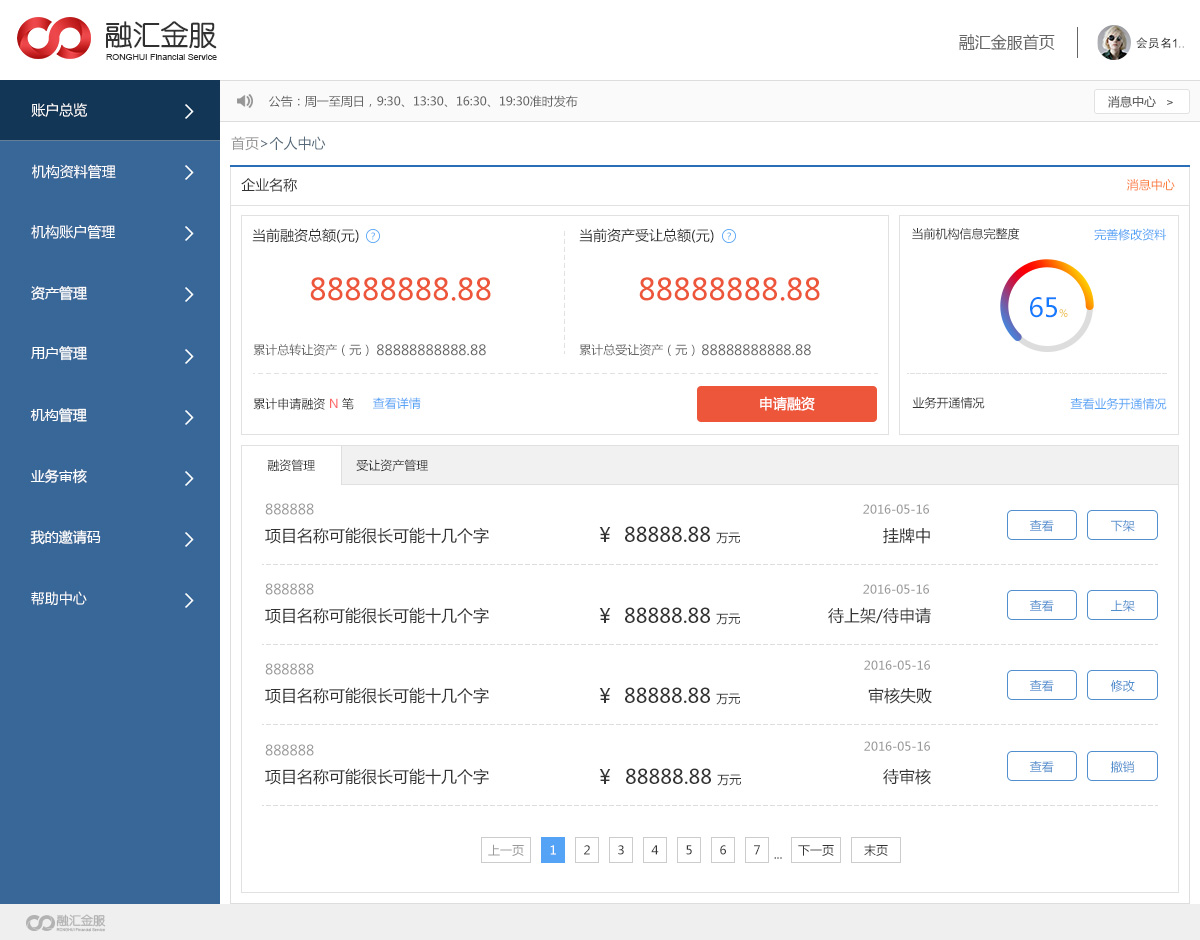 融汇金服
RONGHUI Financial Service
融汇金服首页
会员名1..
账户总览
机构资料管理
机构账户管理
资产管理
用户管理
机构管理
业务审核
我的邀请码
帮助中心
公告：周一至周日，9:30、13:30、16:30、19:30准时发布
消息中心 >
首页>个人中心
企业名称
消息中心
当前融资总额(元) ?
88888888.88
累计总转让资产（元）88888888888.88
当前资产受让总额(元) ?
88888888.88
累计总受让资产（元）88888888888.88
累计申请融资 N 笔 查看详情
申请融资
当前机构信息完整度
完善修改资料
65%
业务开通情况
查看业务开通情况
融资管理
受让资产管理
888888
项目名称可能很长可能十几个字
¥ 88888.88 万元
2016-05-16
挂牌中
查看
下架
888888
项目名称可能很长可能十几个字
¥ 88888.88 万元
2016-05-16
待上架/待申请
查看
上架
888888
项目名称可能很长可能十几个字
¥ 88888.88 万元
2016-05-16
审核失败
查看
修改
888888
项目名称可能很长可能十几个字
¥ 88888.88 万元
2016-05-16
待审核
查看
撤销
上一页 1 2 3 4 5 6 7 ... 下一页 末页
融汇金服
RONGHUI Financial Service